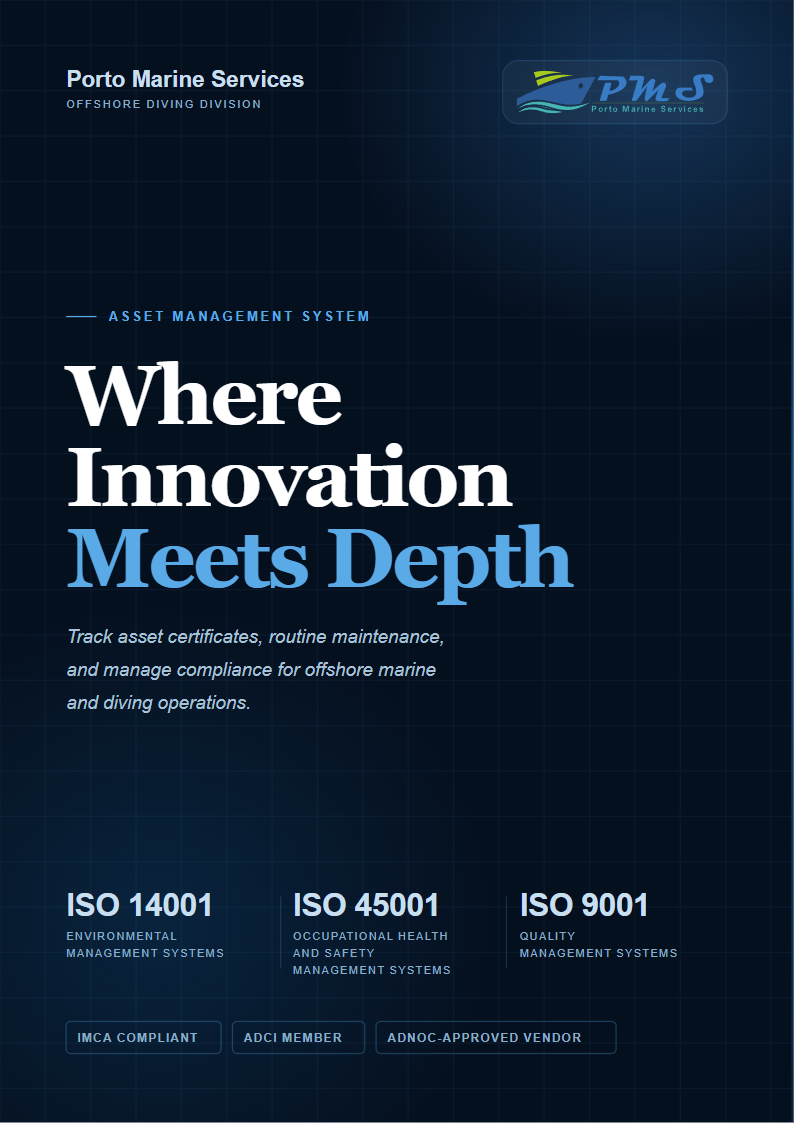 Porto Marine Services
OFFSHORE DIVING DIVISION
PMS
Porto Marine Services
ASSET MANAGEMENT SYSTEM
Where
Innovation
Meets Depth
Track asset certificates, routine maintenance,
and manage compliance for offshore marine
and diving operations.
ISO 14001
ENVIRONMENTAL
MANAGEMENT SYSTEMS
ISO 45001
OCCUPATIONAL HEALTH
AND SAFETY
MANAGEMENT SYSTEMS
ISO 9001
QUALITY
MANAGEMENT SYSTEMS
IMCA COMPLIANT
ADCI MEMBER
ADNOC-APPROVED VENDOR